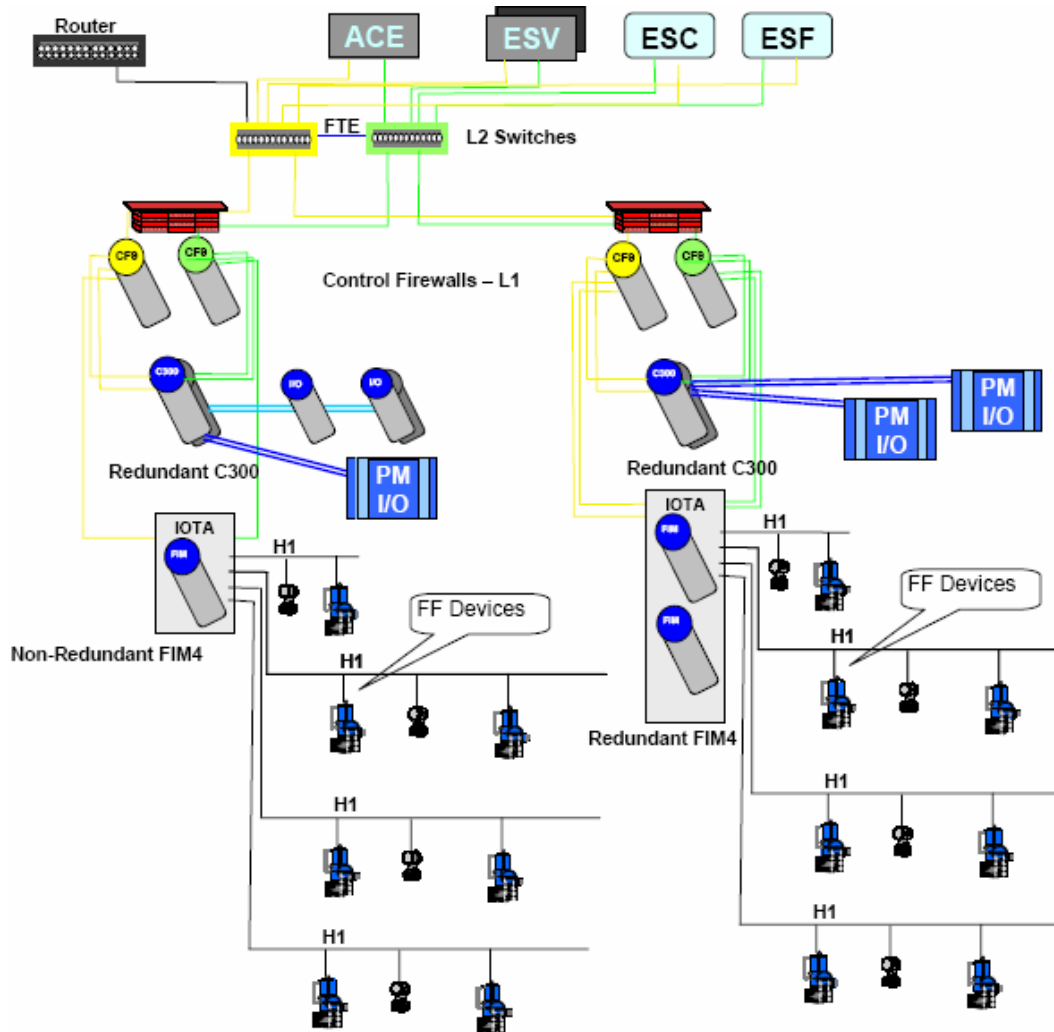 Router
ACE
ESV
ESC
ESF
FTE
L2 Switches
CF9
CF9
CF9
CF9
Control Firewalls – L1
C300
I/O
I/O
C300
PM
I/O
PM
I/O
Redundant C300
PM
I/O
Redundant C300
IOTA
FIM
H1
IOTA
FIM
H1
FF Devices
FF Devices
Non-Redundant FIM4
H1
FIM
H1
Redundant FIM4
H1
H1
H1
H1